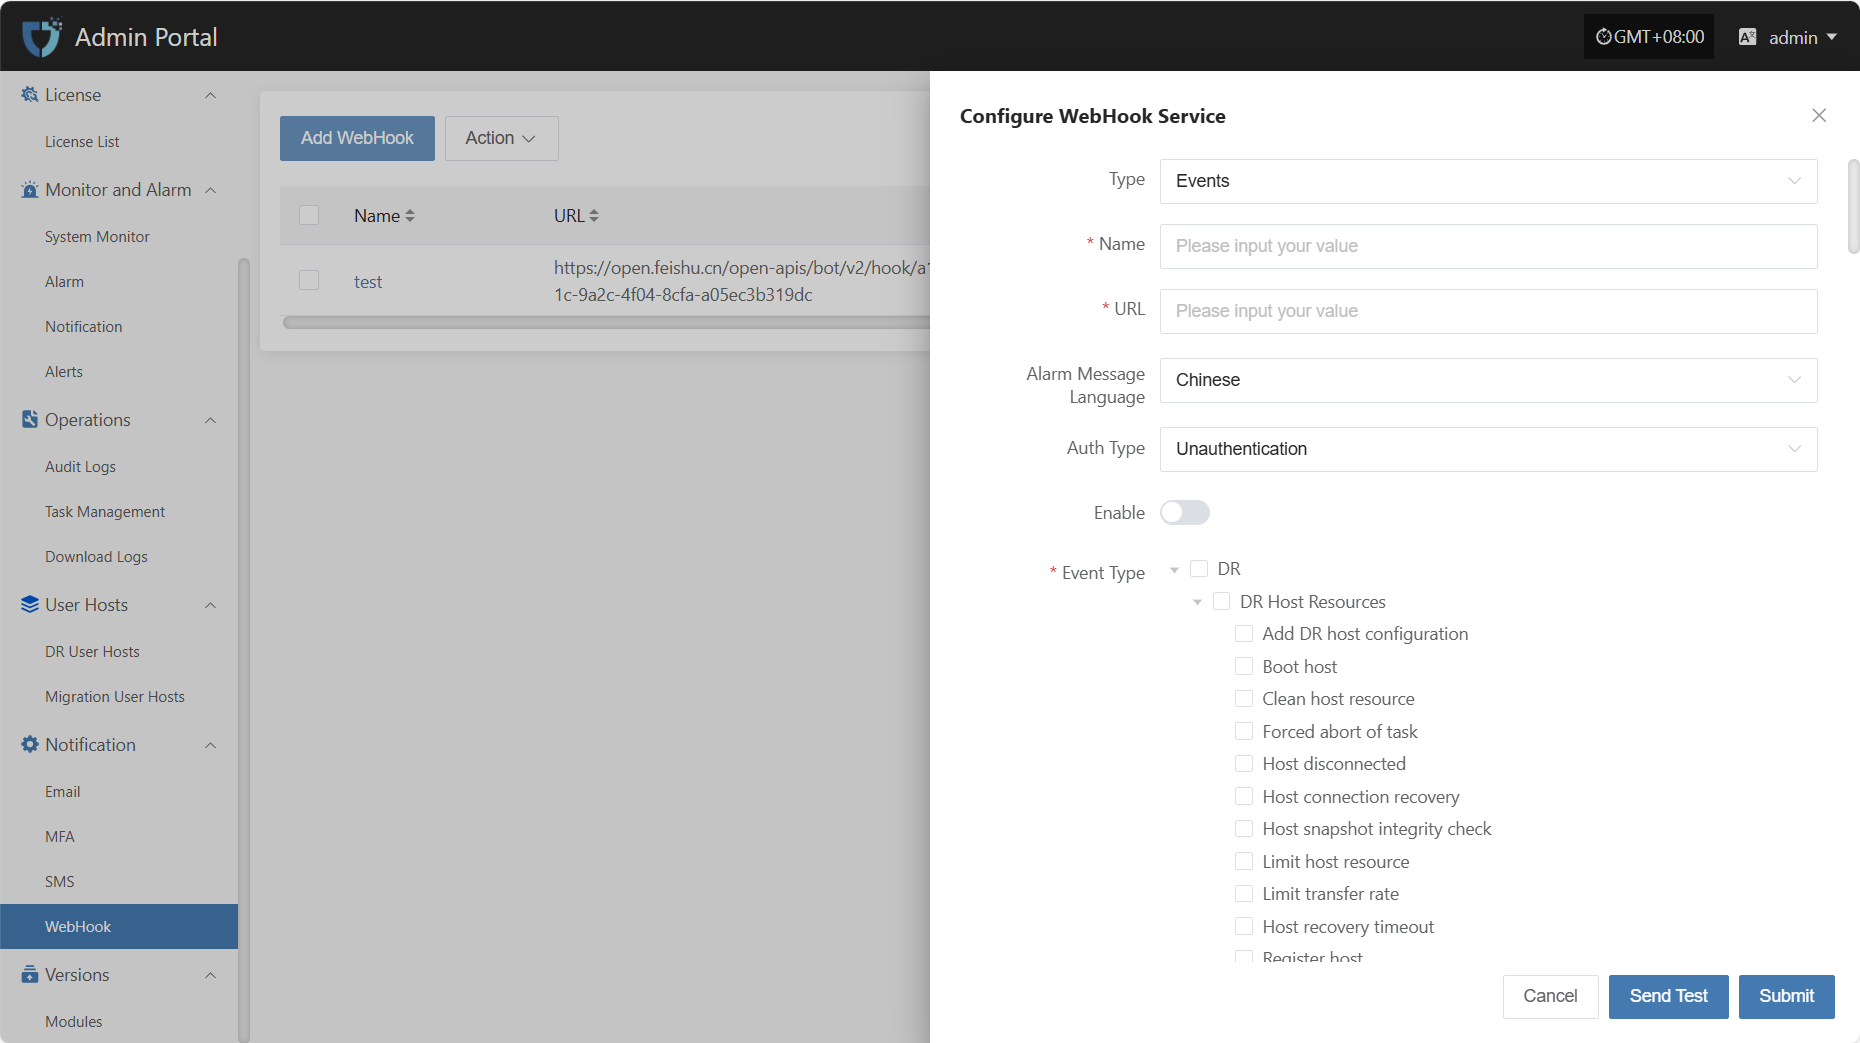 Admin Portal
GMT+08:00
admin
License
License List
Monitor and Alarm
System Monitor
Alarm
Notification
Alerts
Operations
Audit Logs
Task Management
Download Logs
User Hosts
DR User Hosts
Migration User Hosts
Notification
Email
MFA
SMS
WebHook
Versions
Modules
Add WebHook
Action
Name
URL
test
https://open.feishu.cn/open-apis/bot/v2/hook/a1
1c-9a2c-4f04-8cfa-a05ec3b319dc
Configure WebHook Service
Type
Events
* Name
Please input your value
* URL
Please input your value
Alarm Message
Language
Chinese
Auth Type
Unauthentication
Enable
* Event Type
DR
DR Host Resources
Add DR host configuration
Boot host
Clean host resource
Forced abort of task
Host disconnected
Host connection recovery
Host snapshot integrity check
Limit host resource
Limit transfer rate
Host recovery timeout
Register host
Cancel
Send Test
Submit